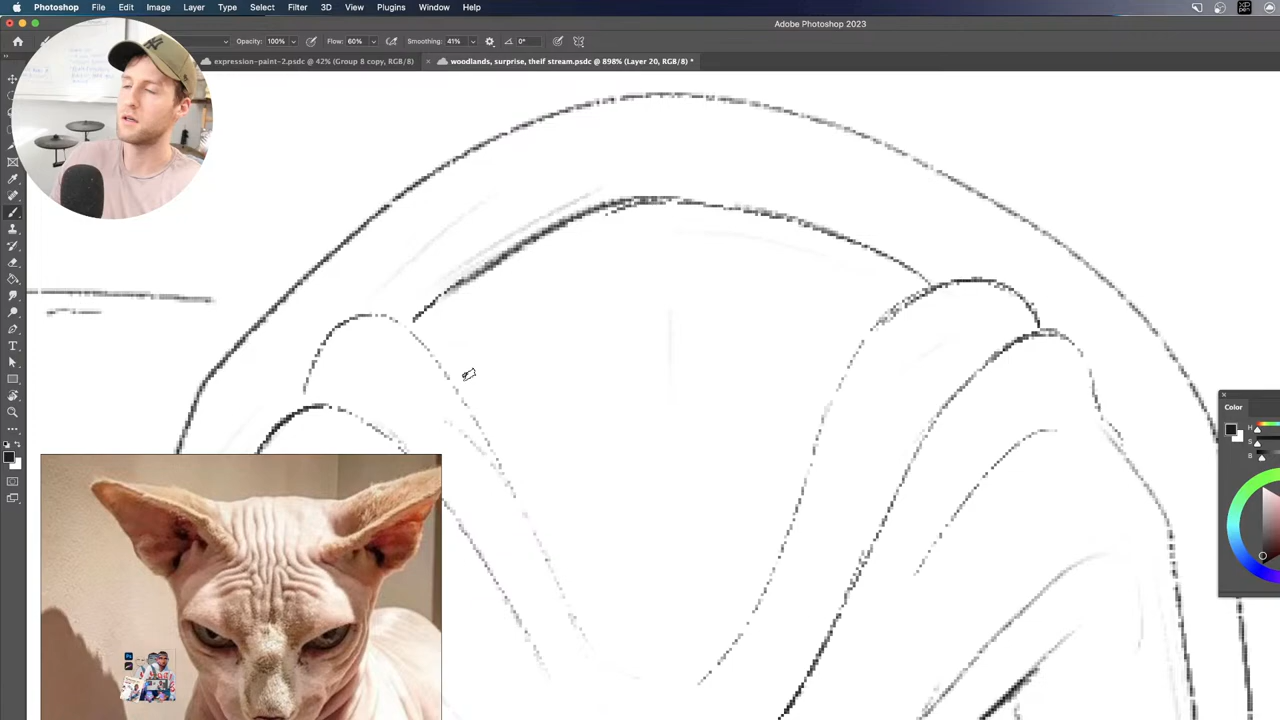 Photoshop File Edit Image Layer Type Select Filter 3D View Plugins Window Help
Adobe Photoshop 2023
Opacity: 100% Flow: 60% Smoothing: 41% 0°
expression-paint-2.psdc @ 42% (Group 8 copy, RGB/8)
× woodlands, surprise, theif stream.psdc @ 898% (Layer 20, RGB/8) *
Color
H
S
B